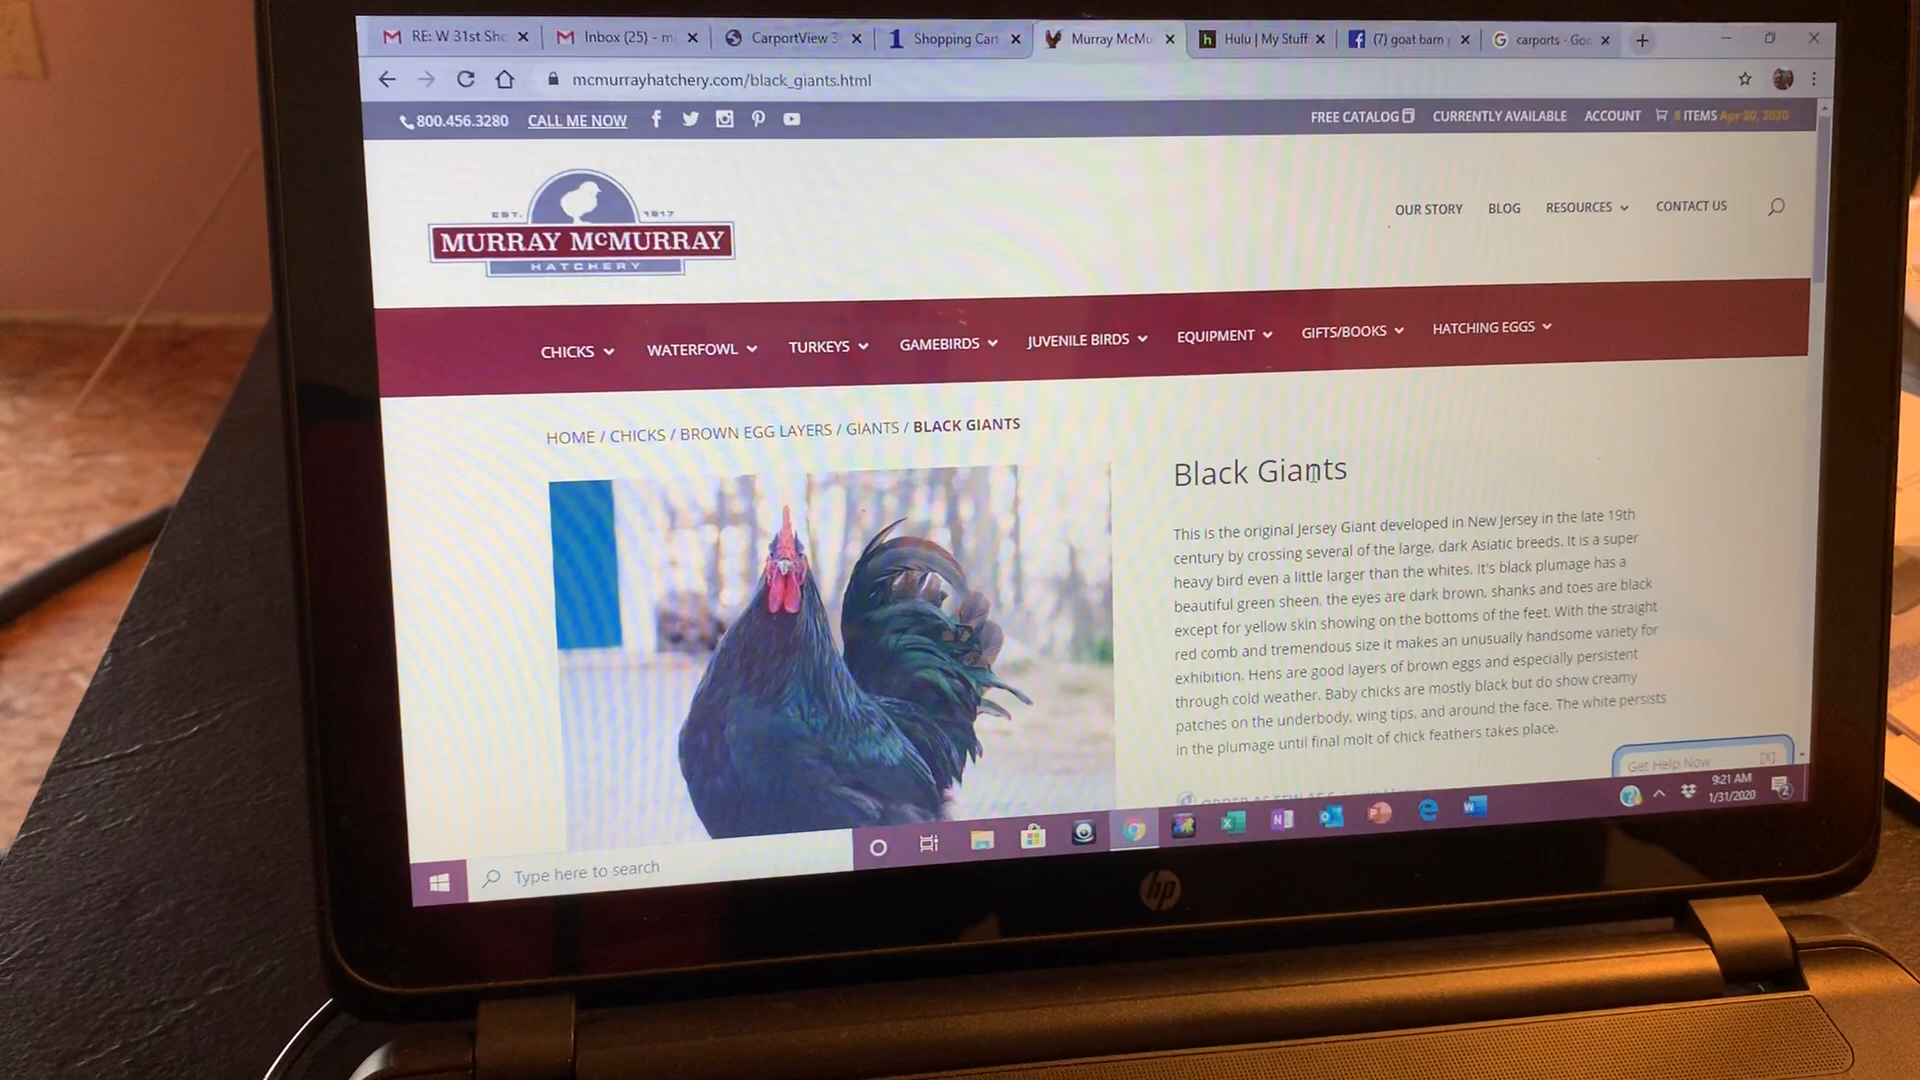 RE: W 31st Sho
Inbox (25) - m
CarportView 3
Shopping Cart
Murray McMu
Hulu | My Stuff
(7) goat barn
carports - Goo
mcmurrayhatchery.com/black_giants.html
800.456.3280 CALL ME NOW
FREE CATALOG CURRENTLY AVAILABLE ACCOUNT 8 ITEMS Apr 20, 2020
EST. 1917
MURRAY McMURRAY
HATCHERY
OUR STORY BLOG RESOURCES CONTACT US
CHICKS WATERFOWL TURKEYS GAMEBIRDS JUVENILE BIRDS EQUIPMENT GIFTS/BOOKS HATCHING EGGS
HOME / CHICKS / BROWN EGG LAYERS / GIANTS / BLACK GIANTS
Black Giants
This is the original Jersey Giant developed in New Jersey in the late 19th
century by crossing several of the large, dark Asiatic breeds. It is a super
heavy bird even a little larger than the whites. It's black plumage has a
beautiful green sheen, the eyes are dark brown, shanks and toes are black
except for yellow skin showing on the bottoms of the feet. With the straight
red comb and tremendous size it makes an unusually handsome variety for
exhibition. Hens are good layers of brown eggs and especially persistent
through cold weather. Baby chicks are mostly black but do show creamy
patches on the underbody, wing tips, and around the face. The white persists
in the plumage until final molt of chick feathers takes place.
Get Help Now [X]
Type here to search
9:21 AM
1/31/2020
2
hp